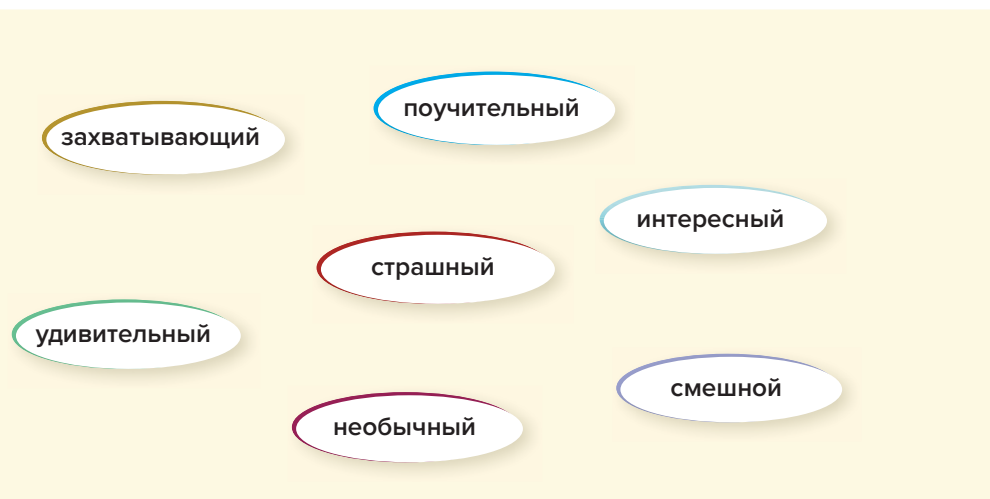 поучительный
захватывающий
интересный
страшный
удивительный
смешной
необычный